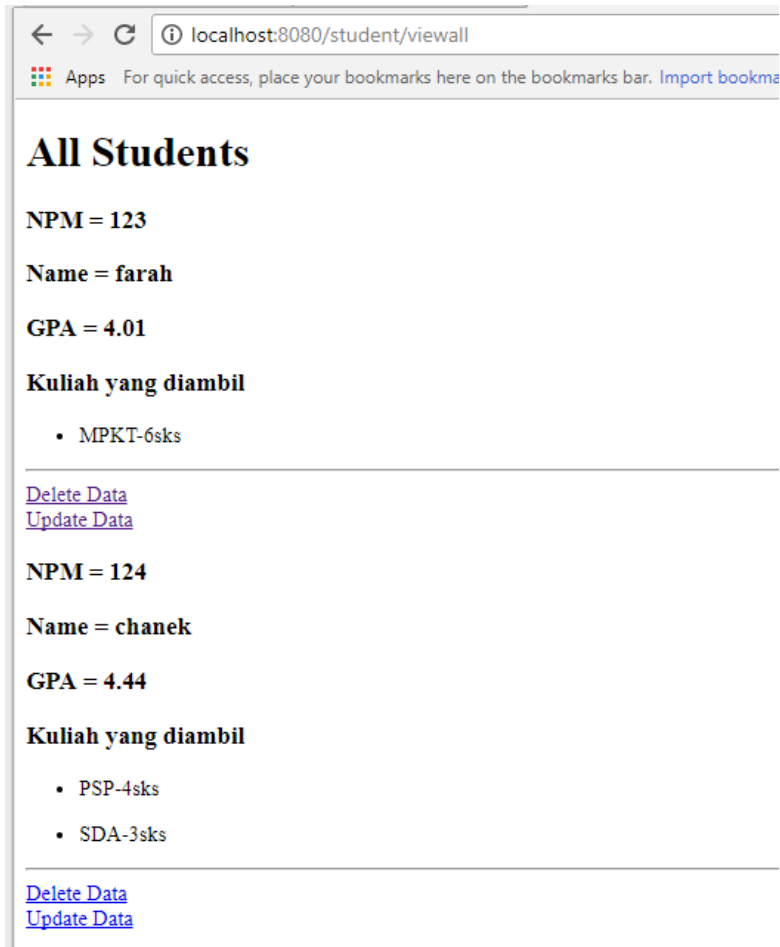 localhost:8080/student/viewall
Apps For quick access, place your bookmarks here on the bookmarks bar. Import
All Students
NPM = 123
Name = farah
GPA = 4.01
Kuliah yang diambil
• MPKT-6sks
Delete Data
Update Data
NPM = 124
Name = chanek
GPA = 4.44
Kuliah yang diambil
• PSP-4sks
• SDA-3sks
Delete Data
Update Data